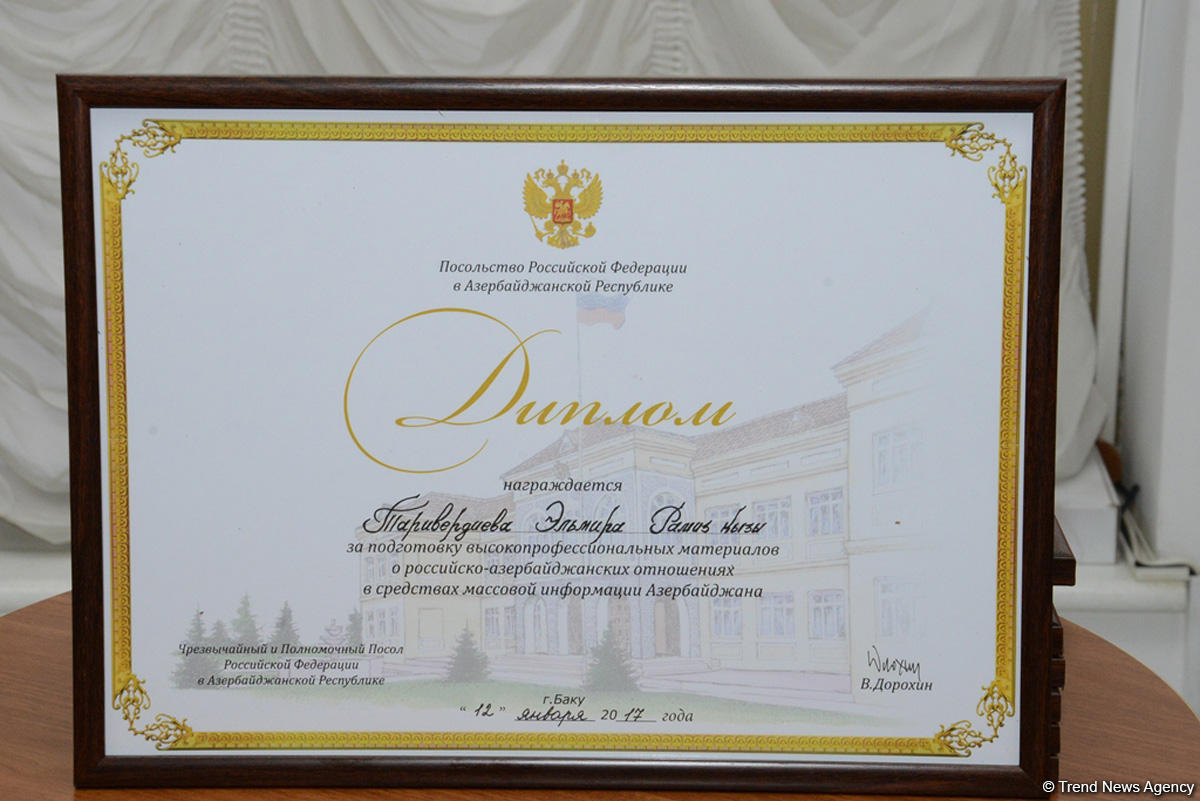 Посольство Российской Федерации
в Азербайджанской Республике
Диплом
награждается
Таривердиева Эльмира Рамиз кызы
за подготовку высокопрофессиональных материалов
о российско-азербайджанских отношениях
в средствах массовой информации Азербайджана
Чрезвычайный и Полномочный Посол
Российской Федерации
в Азербайджанской Республике
В.Дорохин
г.Баку
“ 12 ” января 2017 года
© Trend News Agency